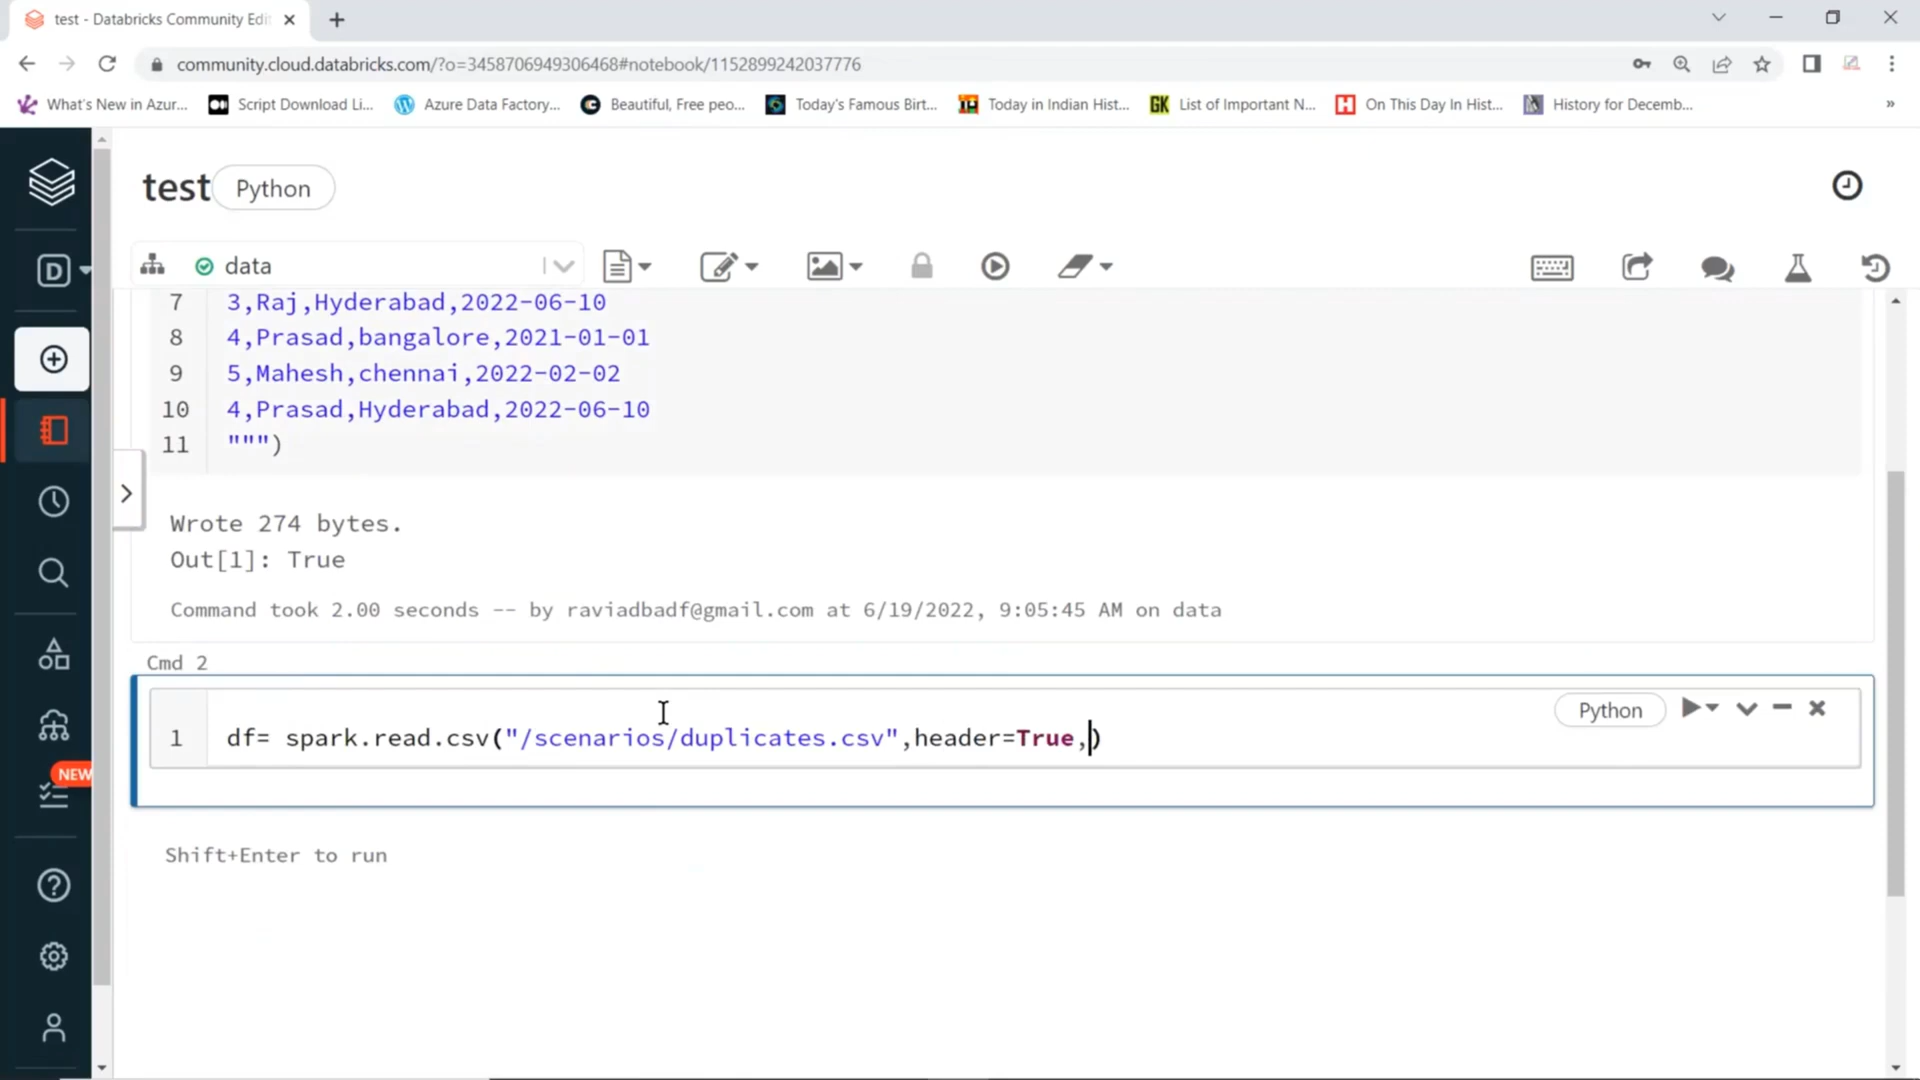 test - Databricks Community Edi
community.cloud.databricks.com/?o=3458706949306468#notebook/1152899242037776
What's New in Azur...
Script Download Li...
Azure Data Factory...
Beautiful, Free peo...
Today's Famous Birt...
Today in Indian Hist...
GK List of Important N...
On This Day In Hist...
History for Decemb...
»
test Python
D
data
7 3,Raj,Hyderabad,2022-06-10
8 4,Prasad,bangalore,2021-01-01
9 5,Mahesh,chennai,2022-02-02
10 4,Prasad,Hyderabad,2022-06-10
11 """)
Wrote 274 bytes.
Out[1]: True
Command took 2.00 seconds -- by raviadbadf@gmail.com at 6/19/2022, 9:05:45 AM on data
Cmd 2
Python
1 df= spark.read.csv("/scenarios/duplicates.csv",header=True,)
NEW
Shift+Enter to run